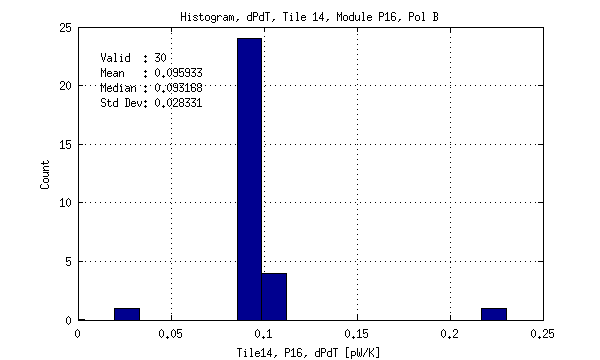 Histogram, dPdT, Tile 14, Module P16, Pol B
25
20
15
10
5
0
Count
Valid : 30
Mean : 0.095933
Median : 0.093168
Std Dev: 0.028331
0 0.05 0.1 0.15 0.2 0.25
Tile14, P16, dPdT [pW/K]